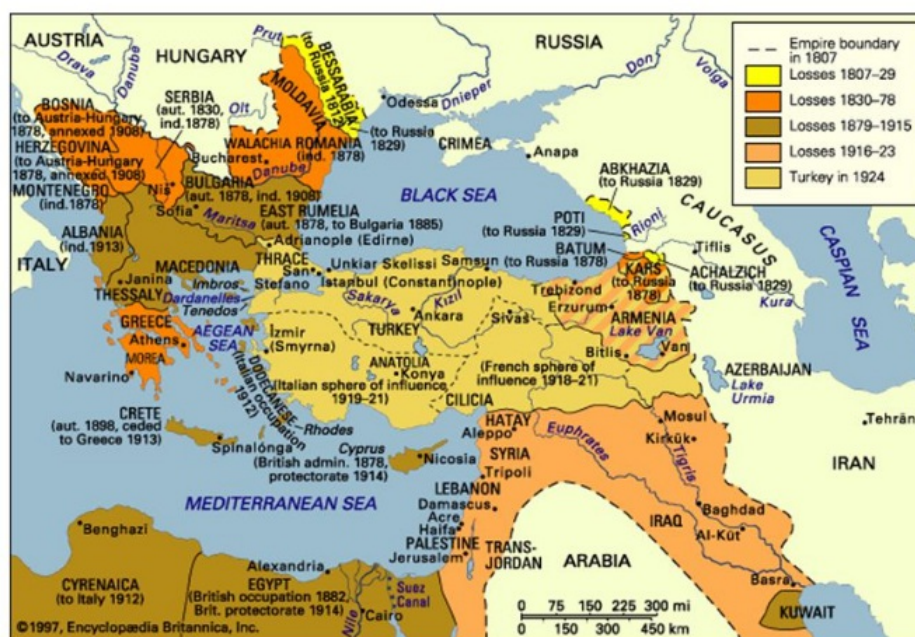 AUSTRIA
Drava
Danube
HUNGARY
Prut
BESSARABIA
(to Russia
1812)
MOLDAVIA
RUSSIA
Don
Volga
Dnieper
Odessa
(to Russia
1829)
CRIMEA
Anapa
BOSNIA
(to Austria-Hungary
1878, annexed 1908)
HERZEGOVINA
(to Austria-Hungary
1878, annexed 1908)
MONTENEGRO
(ind. 1878)
SERBIA
(aut. 1830,
ind. 1878)
Niš
Olt
WALACHIA
ROMANIA
(ind. 1878)
Bucharest
Danube
BULGARIA
(aut. 1878, ind. 1908)
Sofia
Maritsa
EAST RUMELIA
(aut. 1878, to Bulgaria 1885)
Adrianople (Edirne)
BLACK SEA
ABKHAZIA
(to Russia 1829)
POTI
(to Russia 1829)
Rioni
CAUCASUS
BATUM
(to Russia 1878)
Tiflis
ACHALZICH
(to Russia 1829)
KARS
(to Russia
1878)
Kura
CASPIAN
SEA
ITALY
ALBANIA
(ind. 1913)
MACEDONIA
Janina
THESSALY
THRACE
San
Stefano
Unkiar Skelissi
Istanbul (Constantinople)
Imbros
Dardanelles
Tenedos
Samsun
Sakarya
Kızıl
Ankara
Sivas
Trebizond
Erzurum
ARMENIA
Lake Van
Van
Bitlis
GREECE
Athens
MOREA
Navarino
AEGEAN
SEA
İzmir
(Smyrna)
TURKEY
ANATOLIA
Konya
(Italian sphere of influence
1919–21)
(French sphere of
influence 1918–21)
CILICIA
AZERBAIJAN
Lake
Urmia
Tehrān
IRAN
DODECANESE
(Italian occupation
1912)
Rhodes
CRETE
(aut. 1898, ceded
to Greece 1913)
Spinalónga
Cyprus
(British admin. 1878,
protectorate 1914)
Nicosia
HATAY
Aleppo
SYRIA
Tripoli
LEBANON
Damascus
Acre
Haifa
PALESTINE
Jerusalem
TRANS-
JORDAN
Euphrates
Mosul
Kirkūk
Tigris
Baghdad
IRAQ
Al-Kūt
Basra
KUWAIT
ARABIA
MEDITERRANEAN SEA
Benghazi
CYRENAICA
(to Italy 1912)
Alexandria
EGYPT
(British occupation 1882,
Brit. protectorate 1914)
Nile
Cairo
Suez
Canal
0 75 150 225 300 mi
0 150 300 450 km
©1997, Encyclopædia Britannica, Inc.
Empire boundary
in 1807
Losses 1807–29
Losses 1830–78
Losses 1879–1915
Losses 1916–23
Turkey in 1924